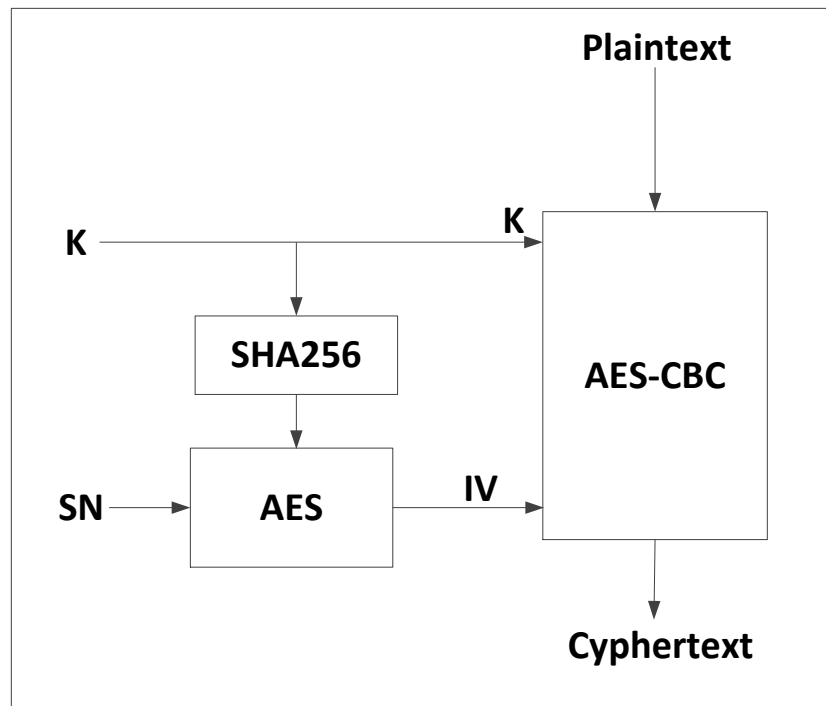 Plaintext
K
K
SHA256
AES-CBC
SN
AES
IV
Cyphertext